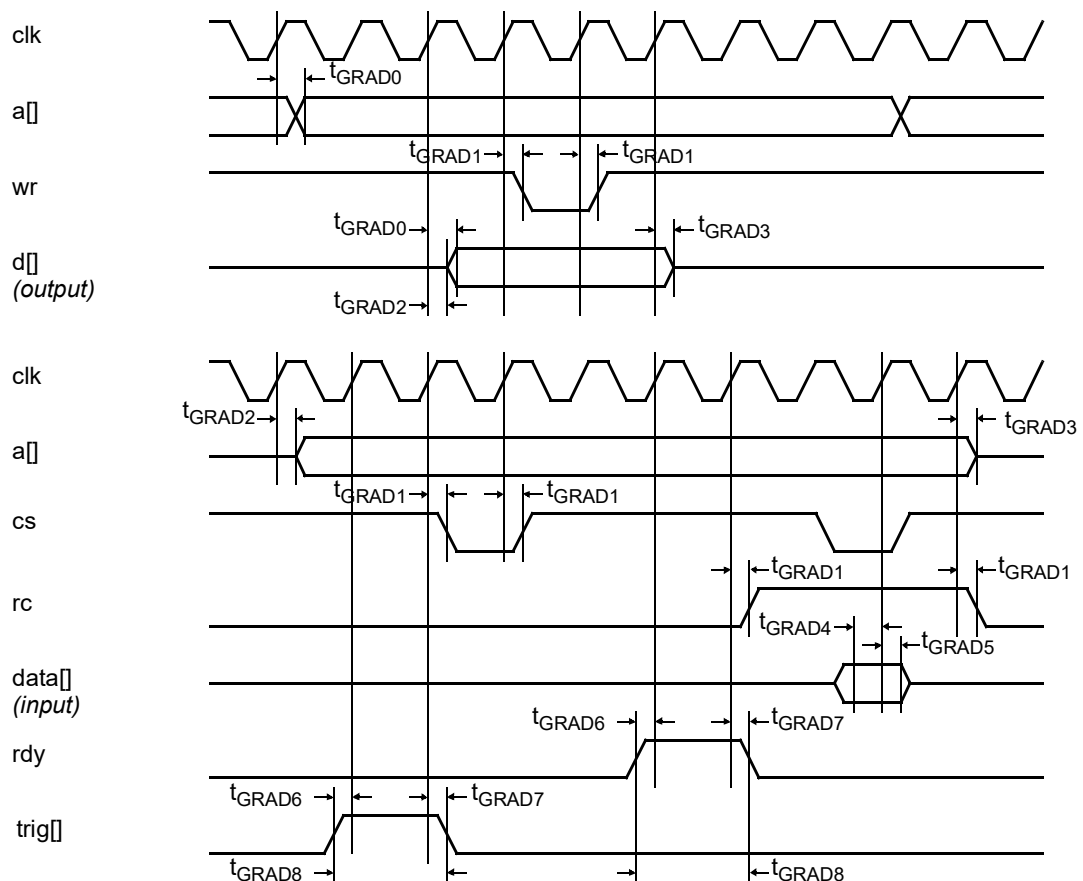 clk
tGRAD0
a[]
tGRAD1 tGRAD1
wr
tGRAD0 tGRAD3
d[]
(output)
tGRAD2
clk
tGRAD2 tGRAD3
a[]
tGRAD1 tGRAD1
cs
tGRAD1 tGRAD1
rc
tGRAD4 tGRAD5
data[]
(input)
tGRAD6 tGRAD7
rdy
tGRAD6 tGRAD7
trig[]
tGRAD8 tGRAD8